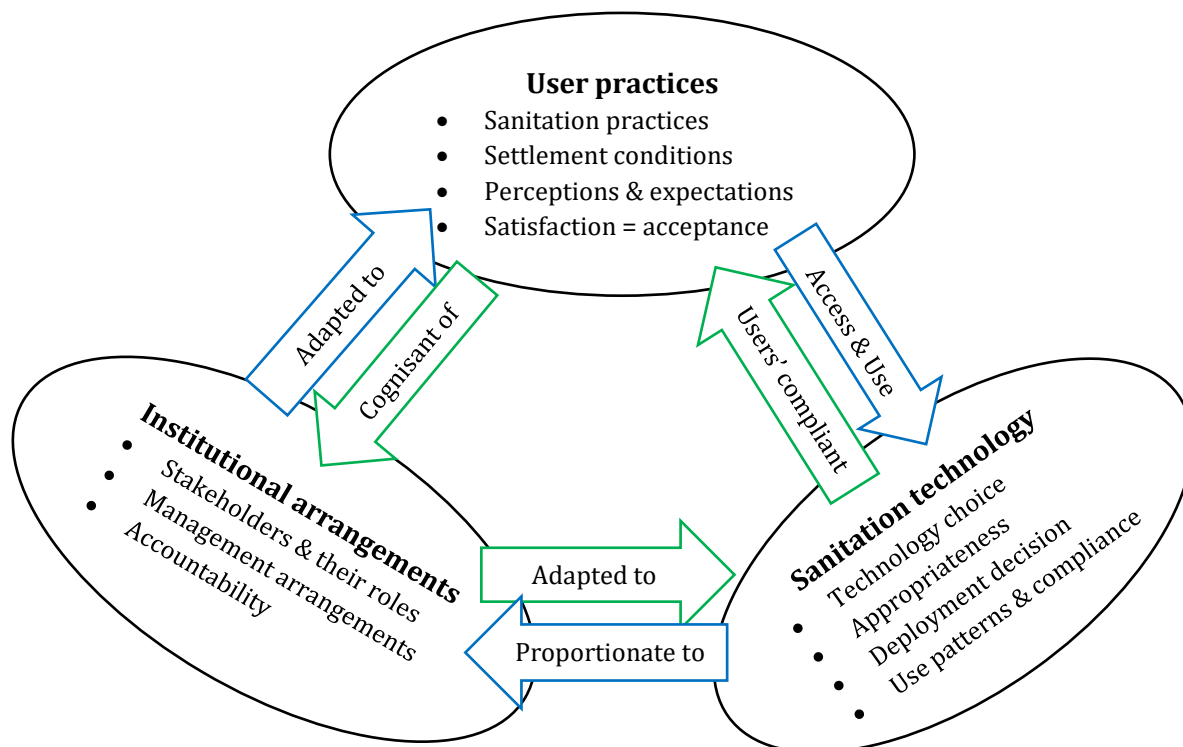 User practices
• Sanitation practices
• Settlement conditions
• Perceptions & expectations
• Satisfaction = acceptance
Adapted to
Cognisant of
Access & Use
Users’ compliant
Institutional arrangements
• Stakeholders & their roles
• Management arrangements
• Accountability
Adapted to
Proportionate to
Sanitation technology
• Technology choice
• Appropriateness
• Deployment decision
• Use patterns & compliance